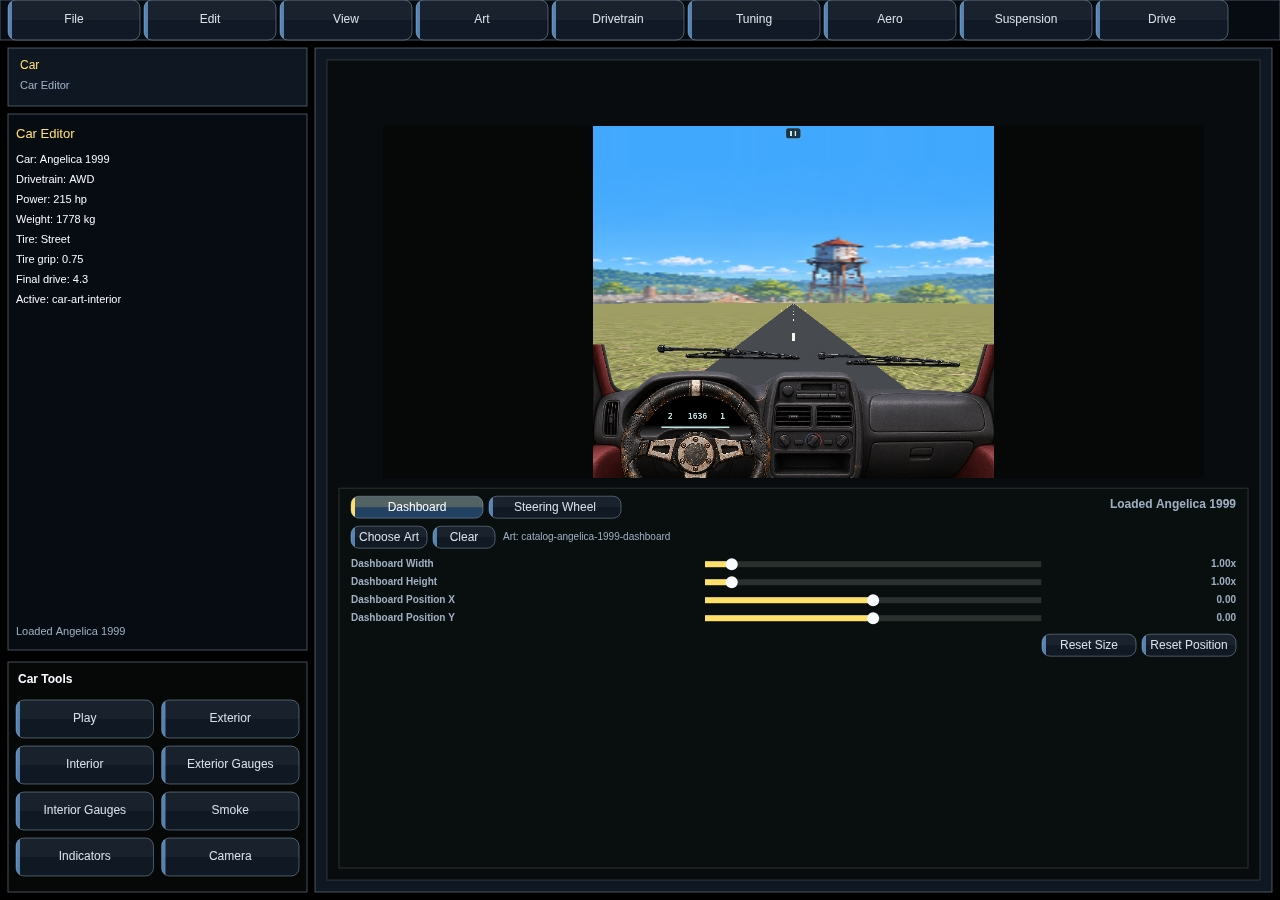 File
Edit
View
Art
Drivetrain
Tuning
Aero
Suspension
Drive
Car
Car Editor
Car Editor
Car: Angelica 1999
Drivetrain: AWD
Power: 215 hp
Weight: 1778 kg
Tire: Street
Tire grip: 0.75
Final drive: 4.3
Active: car-art-interior
Loaded Angelica 1999
Car Tools
Play
Exterior
Interior
Exterior Gauges
Interior Gauges
Smoke
Indicators
Camera
2 1636 1
Dashboard
Steering Wheel
Loaded Angelica 1999
Choose Art
Clear
Art: catalog-angelica-1999-dashboard
Dashboard Width 1.00x
Dashboard Height 1.00x
Dashboard Position X 0.00
Dashboard Position Y 0.00
Reset Size
Reset Position